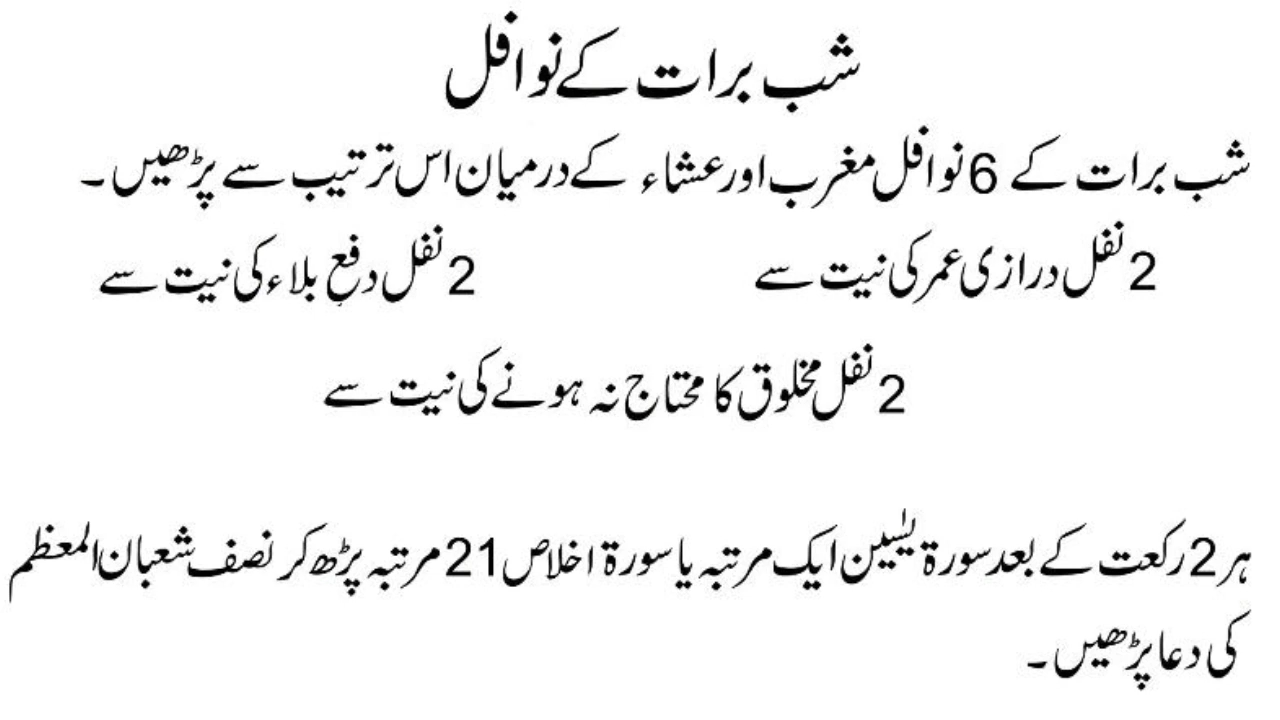 شب برات کے نوافل
شب برات کے 6 نوافل مغرب اور عشاء کے درمیان اس ترتیب سے پڑھیں۔
2 نفل درازی عمر کی نیت سے
2 نفل دفع بلاء کی نیت سے
2 نفل مخلوق کا محتاج نہ ہونے کی نیت سے
ہر 2 رکعت کے بعد سورۃ یٰسین ایک مرتبہ یا سورۃ اخلاص 21 مرتبہ پڑھ کر نصف شعبان المعظم
کی دعا پڑھیں۔